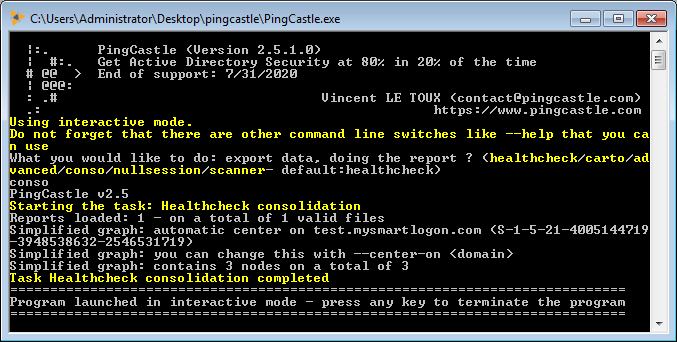 C:\Users\Administrator\Desktop\pingcastle\PingCastle.exe
|:.      PingCastle (Version 2.5.1.0)
|  #:.   Get Active Directory Security at 80% in 20% of the time
# @@  >  End of support: 7/31/2020
| @@@:
: .#                                 Vincent LE TOUX (contact@pingcastle.com)
.:                                                 https://www.pingcastle.com
Using interactive mode.
Do not forget that there are other command line switches like --help that you ca
n use
What you would like to do: export data, doing the report ? (healthcheck/carto/ad
vanced/conso/nullsession/scanner- default:healthcheck)
conso
PingCastle v2.5
Starting the task: Healthcheck consolidation
Reports loaded: 1 - on a total of 1 valid files
Simplified graph: automatic center on test.mysmartlogon.com (S-1-5-21-4005144719
-3948538632-2546531719)
Simplified graph: you can change this with --center-on <domain>
Simplified graph: contains 3 nodes on a total of 3
Task Healthcheck consolidation completed
=============================================================================
Program launched in interactive mode - press any key to terminate the program
=============================================================================